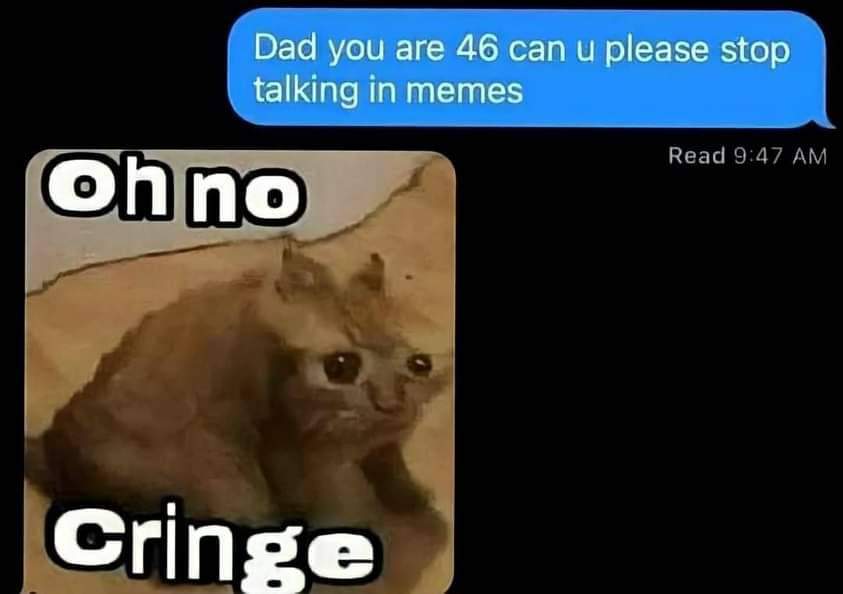 Dad you are 46 can u please stop
talking in memes
Read 9:47 AM
Oh no
Cringe